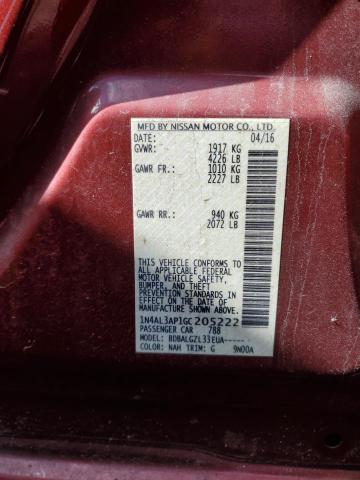 MFD BY NISSAN MOTOR CO., LTD.
DATE: 04/16
GVWR: 1917 KG
4226 LB
GAWR FR: 1010 KG
2227 LB
GAWR RR: 940 KG
2072 LB
THIS VEHICLE CONFORMS TO
ALL APPLICABLE FEDERAL
MOTOR VEHICLE SAFETY,
BUMPER, AND THEFT
PREVENTION STANDARDS
IN EFFECT ON THE DATE OF
MANUFACTURE SHOWN ABOVE.
1N4AL3AP1GC205222
PASSENGER CAR 788
MODEL: BDBALGZL33EUA-----
COLOR: NAH TRIM: G 9N00A